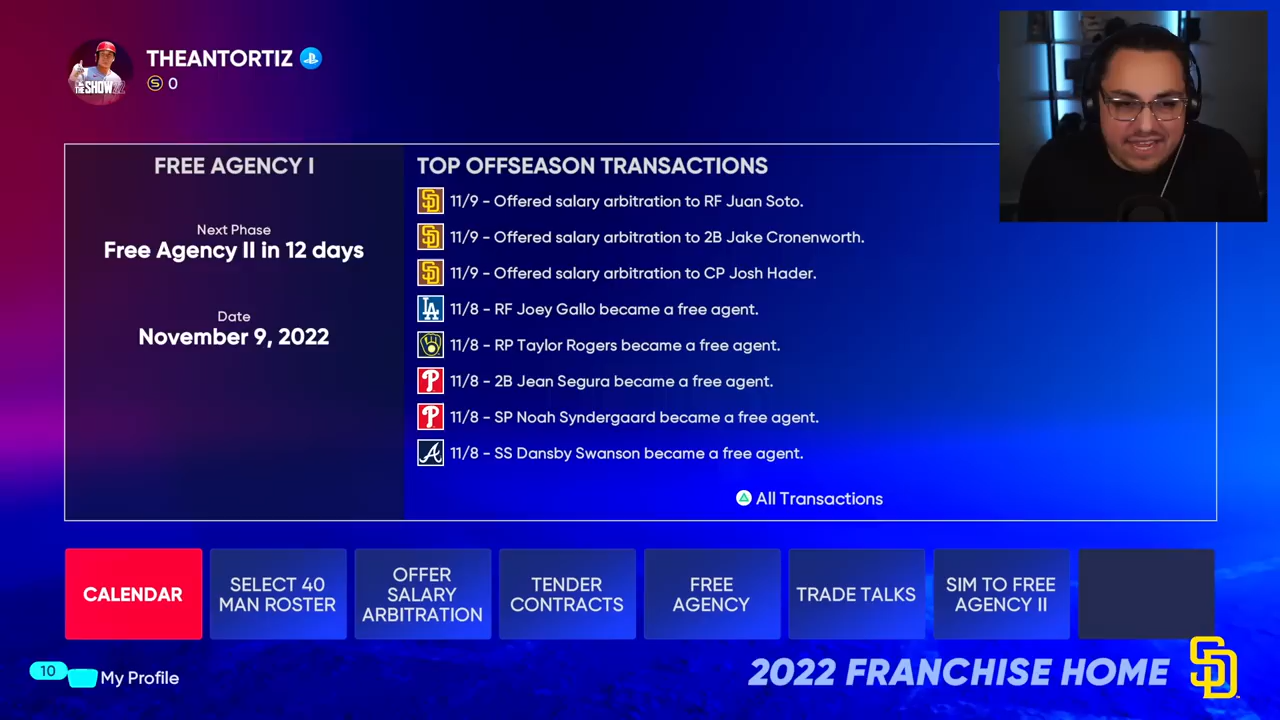 THEANTORTIZ
S 0
THE SHOW 22
FREE AGENCY I
Next Phase
Free Agency II in 12 days
Date
November 9, 2022
TOP OFFSEASON TRANSACTIONS
11/9 - Offered salary arbitration to RF Juan Soto.
11/9 - Offered salary arbitration to 2B Jake Cronenworth.
11/9 - Offered salary arbitration to CP Josh Hader.
11/8 - RF Joey Gallo became a free agent.
11/8 - RP Taylor Rogers became a free agent.
11/8 - 2B Jean Segura became a free agent.
11/8 - SP Noah Syndergaard became a free agent.
11/8 - SS Dansby Swanson became a free agent.
All Transactions
CALENDAR
SELECT 40
MAN ROSTER
OFFER
SALARY
ARBITRATION
TENDER
CONTRACTS
FREE
AGENCY
TRADE TALKS
SIM TO FREE
AGENCY II
10 My Profile
2022 FRANCHISE HOME SD